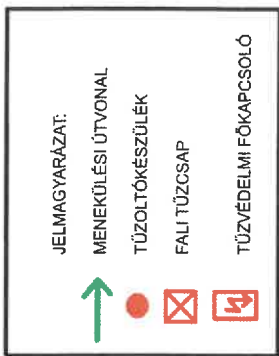 JELMAGYARÁZAT:
MENEKÜLÉSI ÚTVONAL
TŰZOLTÓKÉSZÜLÉK
FALI TŰZCSAP
TŰZVÉDELMI FŐKAPCSOLÓ